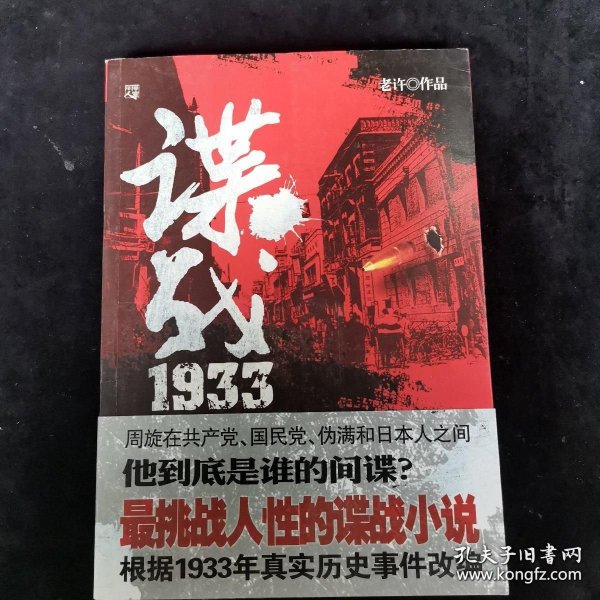 老许◎作品
谍战
1933
周旋在共产党、国民党、伪满和日本人之间
他到底是谁的间谍?
最挑战人性的谍战小说
根据1933年真实历史事件改编
孔夫子旧书网
www.kongfz.com